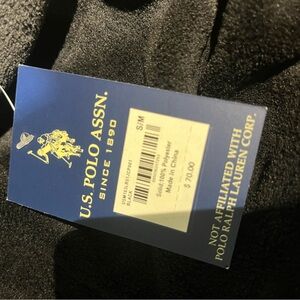 U.S. POLO ASSN.
SINCE 1890
BLACK
S/M
Solid:100% Polyester
Made In China
$ 70.00
NOT AFFILIATED WITH
POLO RALPH LAUREN CORP.